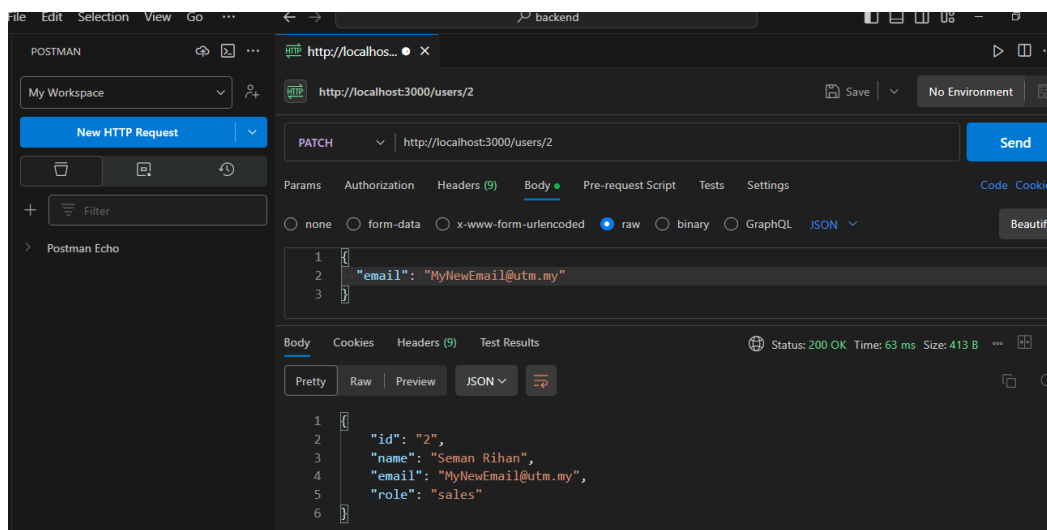 File Edit Selection View Go ···
backend
POSTMAN
http://localhos...
My Workspace
http://localhost:3000/users/2
Save
No Environment
New HTTP Request
PATCH
http://localhost:3000/users/2
Send
Params Authorization Headers (9) Body Pre-request Script Tests Settings
Code
Filter
none form-data x-www-form-urlencoded raw binary GraphQL JSON
Postman Echo
1 {
2 "email": "MyNewEmail@utm.my"
3 }
Body Cookies Headers (9) Test Results
Status: 200 OK Time: 63 ms Size: 413 B
Pretty Raw Preview JSON
1 {
2 "id": "2",
3 "name": "Seman Rihan",
4 "email": "MyNewEmail@utm.my",
5 "role": "sales"
6 }